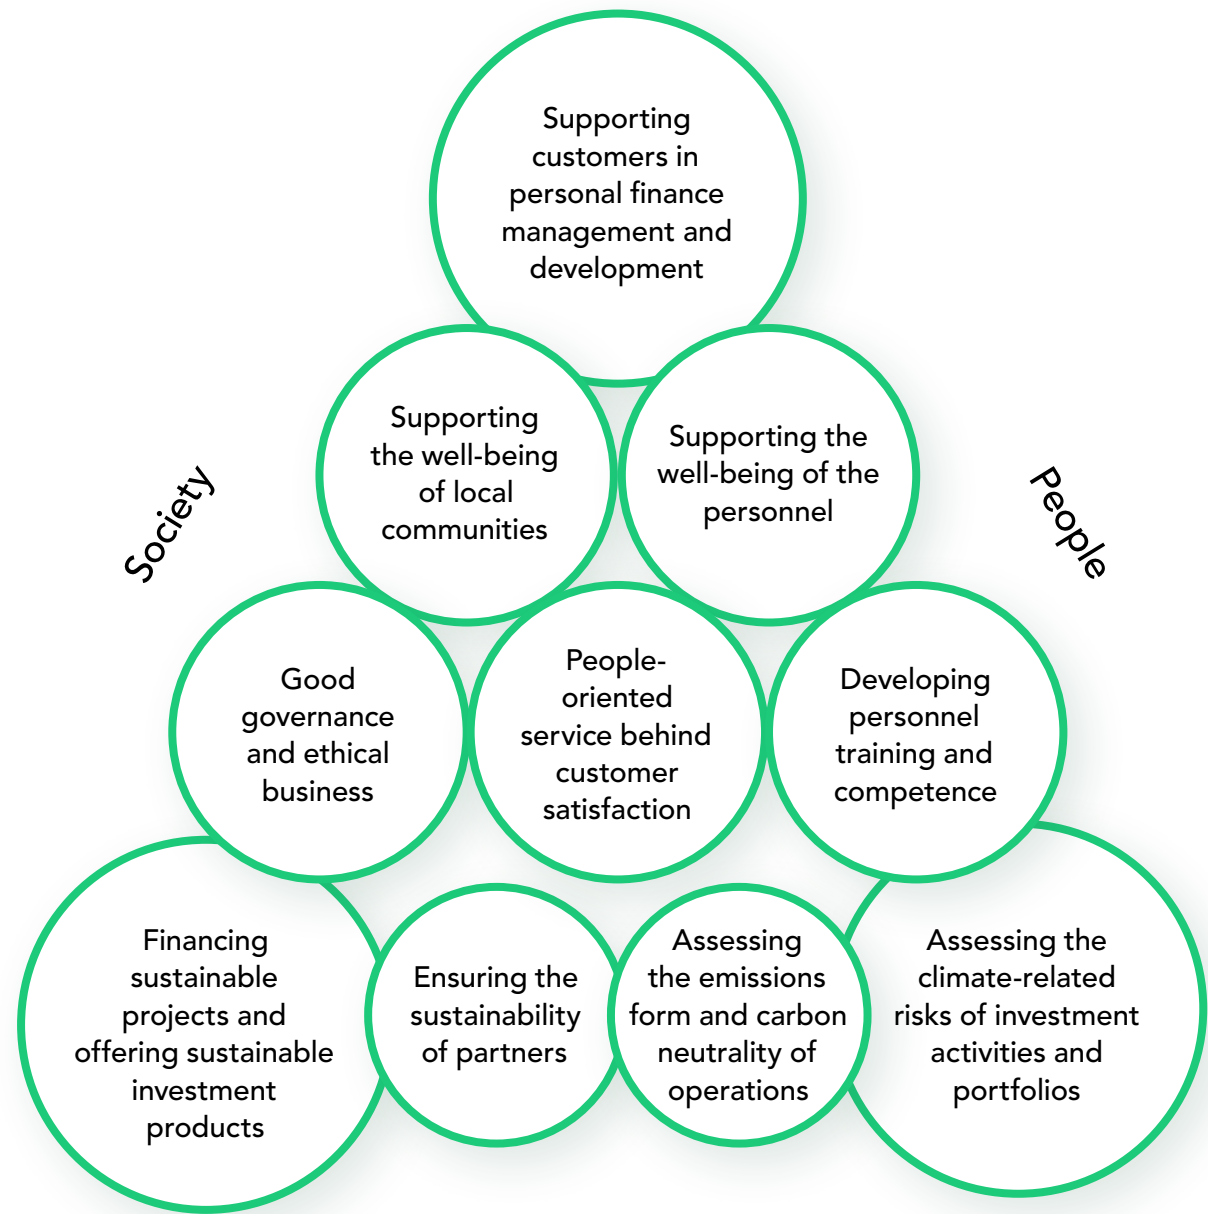 Supporting
customers in
personal finance
management and
development
Supporting
the well-being
of local
communities
Supporting the
well-being of the
personnel
Society
People
Good
governance
and ethical
business
People-
oriented
service behind
customer
satisfaction
Developing
personnel
training and
competence
Financing
sustainable
projects and
offering sustainable
investment
products
Ensuring the
sustainability
of partners
Assessing
the emissions
form and carbon
neutrality of
operations
Assessing the
climate-related
risks of investment
activities and
portfolios